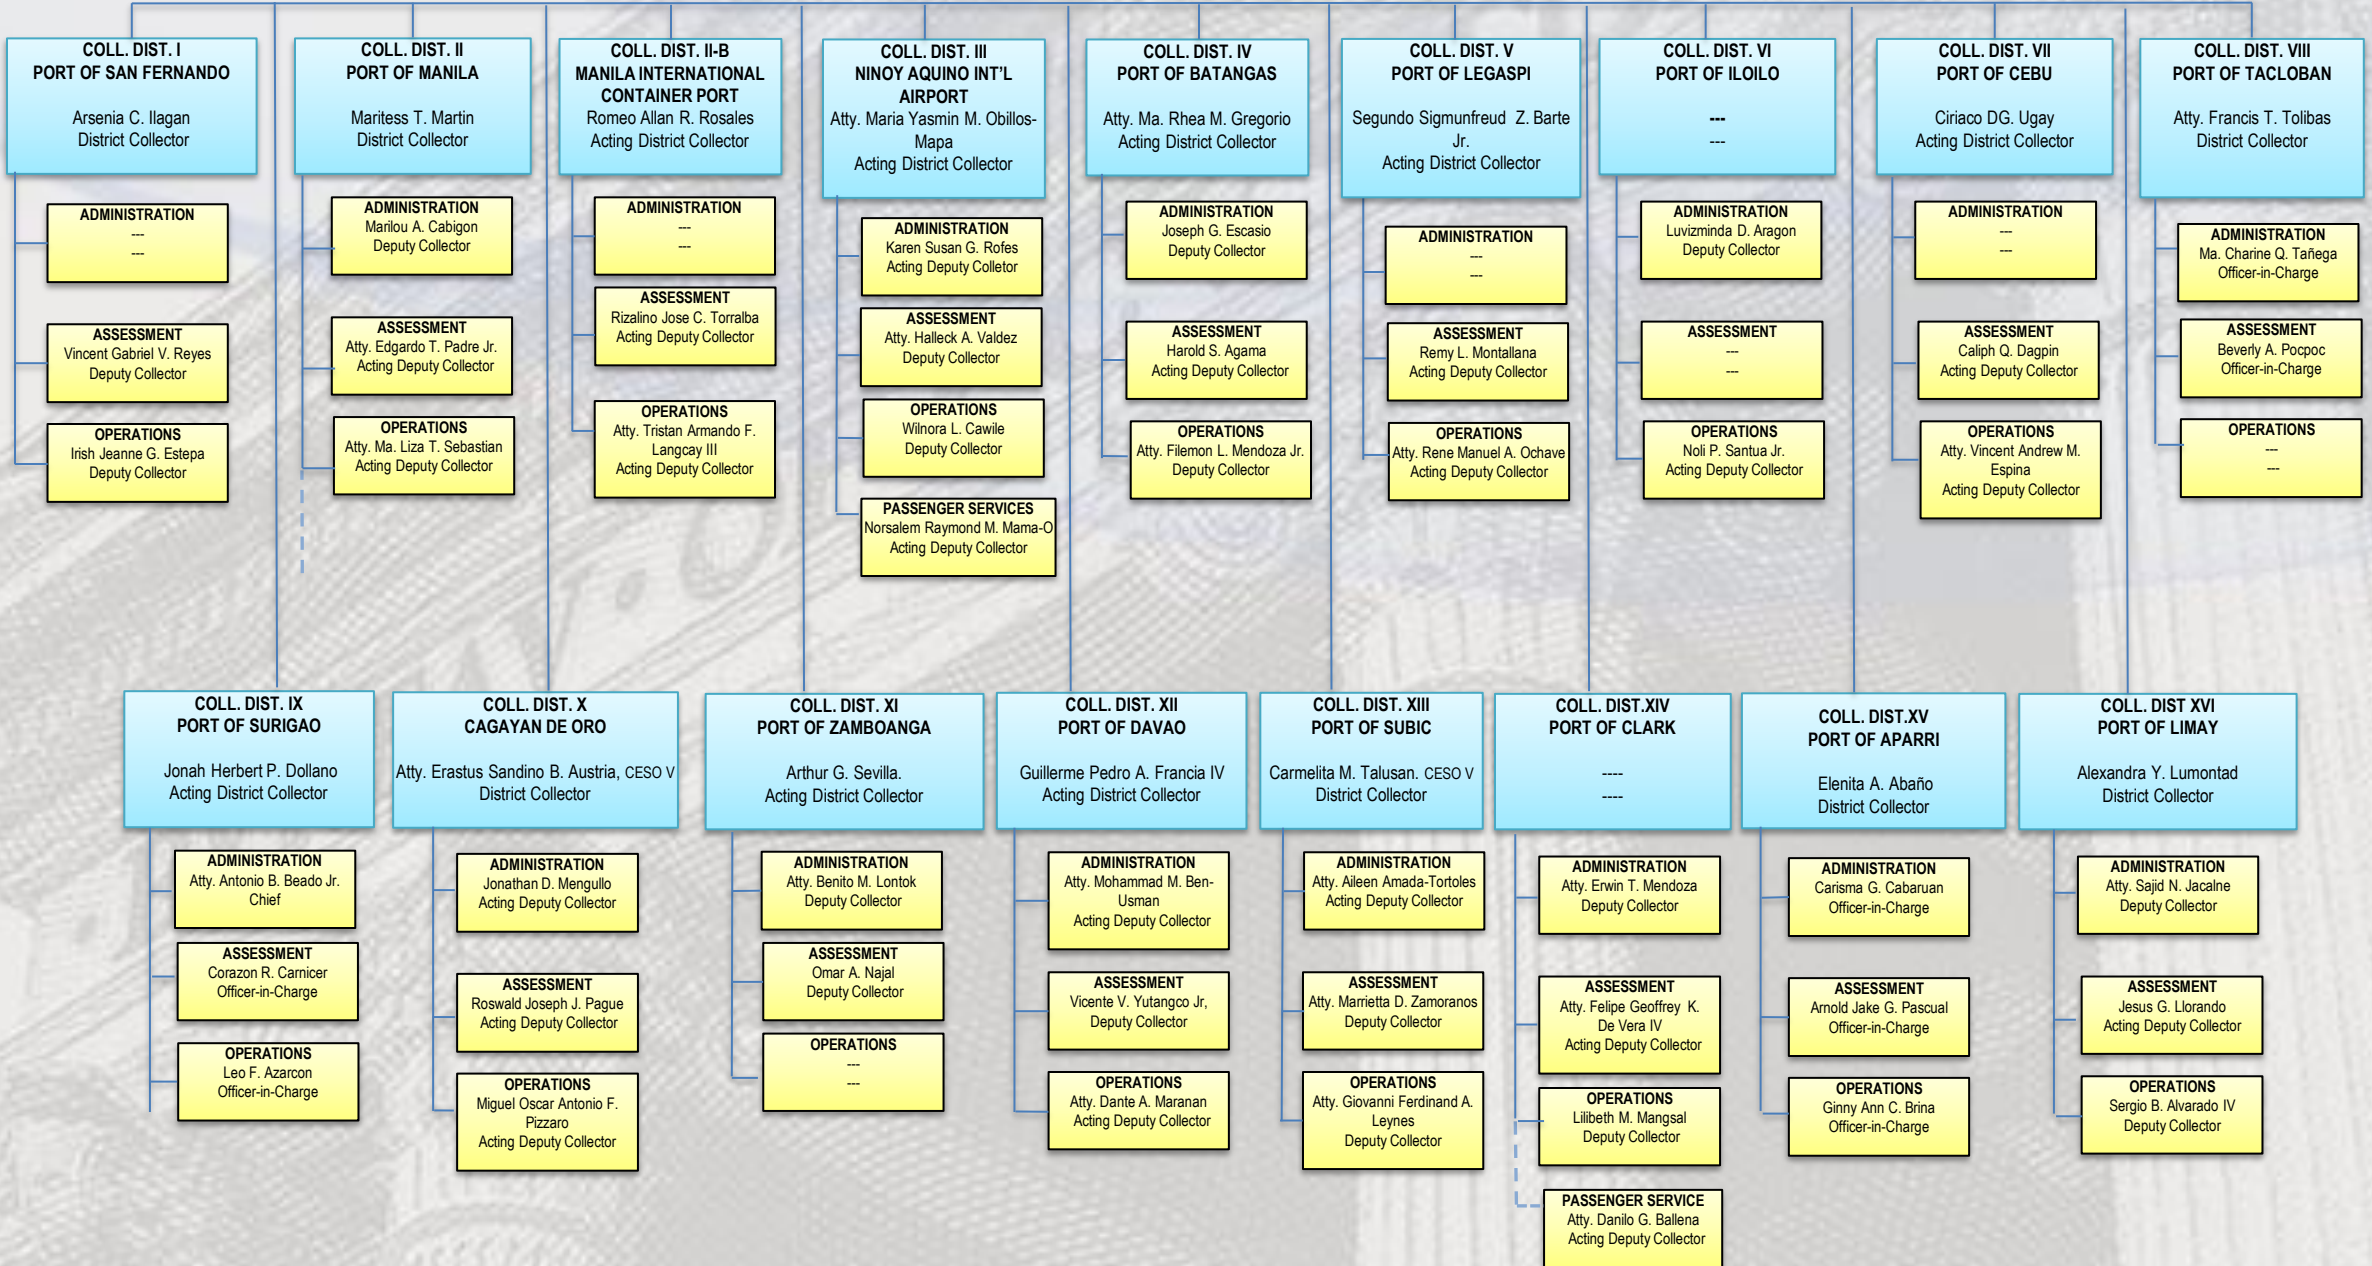 COLL. DIST. I
PORT OF SAN FERNANDO
Arsenia C. Ilagan
District Collector
ADMINISTRATION
---
---
ASSESSMENT
Vincent Gabriel V. Reyes
Deputy Collector
OPERATIONS
Irish Jeanne G. Estepa
Deputy Collector
COLL. DIST. II
PORT OF MANILA
Maritess T. Martin
District Collector
ADMINISTRATION
Marilou A. Cabigon
Deputy Collector
ASSESSMENT
Atty. Edgardo T. Padre Jr.
Acting Deputy Collector
OPERATIONS
Atty. Ma. Liza T. Sebastian
Acting Deputy Collector
COLL. DIST. II-B
MANILA INTERNATIONAL
CONTAINER PORT
Romeo Allan R. Rosales
Acting District Collector
ADMINISTRATION
---
---
ASSESSMENT
Rizalino Jose C. Torralba
Acting Deputy Collector
OPERATIONS
Atty. Tristan Armando F.
Langcay III
Acting Deputy Collector
COLL. DIST. III
NINOY AQUINO INT'L
AIRPORT
Atty. Maria Yasmin M. Obillos-
Mapa
Acting District Collector
ADMINISTRATION
Karen Susan G. Rofes
Acting Deputy Colletor
ASSESSMENT
Atty. Halleck A. Valdez
Deputy Collector
OPERATIONS
Wilnora L. Cawile
Deputy Collector
PASSENGER SERVICES
Norsalem Raymond M. Mama-O
Acting Deputy Collector
COLL. DIST. IV
PORT OF BATANGAS
Atty. Ma. Rhea M. Gregorio
Acting District Collector
ADMINISTRATION
Joseph G. Escasio
Deputy Collector
ASSESSMENT
Harold S. Agama
Acting Deputy Collector
OPERATIONS
Atty. Filemon L. Mendoza Jr.
Deputy Collector
COLL. DIST. V
PORT OF LEGASPI
Segundo Sigmunfreud Z. Barte
Jr.
Acting District Collector
ADMINISTRATION
---
---
ASSESSMENT
Remy L. Montallana
Acting Deputy Collector
OPERATIONS
Atty. Rene Manuel A. Ochave
Acting Deputy Collector
COLL. DIST. VI
PORT OF ILOILO
---
---
ADMINISTRATION
Luvizminda D. Aragon
Deputy Collector
ASSESSMENT
---
---
OPERATIONS
Noli P. Santua Jr.
Acting Deputy Collector
COLL. DIST. VII
PORT OF CEBU
Ciriaco DG. Ugay
Acting District Collector
ADMINISTRATION
---
---
ASSESSMENT
Caliph Q. Dagpin
Acting Deputy Collector
OPERATIONS
Atty. Vincent Andrew M.
Espina
Acting Deputy Collector
COLL. DIST. VIII
PORT OF TACLOBAN
Atty. Francis T. Tolibas
District Collector
ADMINISTRATION
Ma. Charine Q. Tañega
Officer-in-Charge
ASSESSMENT
Beverly A. Pocpoc
Officer-in-Charge
OPERATIONS
---
---
COLL. DIST. IX
PORT OF SURIGAO
Jonah Herbert P. Dollano
Acting District Collector
ADMINISTRATION
Atty. Antonio B. Beado Jr.
Chief
ASSESSMENT
Corazon R. Carnicer
Officer-in-Charge
OPERATIONS
Leo F. Azarcon
Officer-in-Charge
COLL. DIST. X
CAGAYAN DE ORO
Atty. Erastus Sandino B. Austria, CESO V
District Collector
ADMINISTRATION
Jonathan D. Mengullo
Acting Deputy Collector
ASSESSMENT
Roswald Joseph J. Pague
Acting Deputy Collector
OPERATIONS
Miguel Oscar Antonio F.
Pizzaro
Acting Deputy Collector
COLL. DIST. XI
PORT OF ZAMBOANGA
Arthur G. Sevilla.
Acting District Collector
ADMINISTRATION
Atty. Benito M. Lontok
Deputy Collector
ASSESSMENT
Omar A. Najal
Deputy Collector
OPERATIONS
---
---
COLL. DIST. XII
PORT OF DAVAO
Guillerme Pedro A. Francia IV
Acting District Collector
ADMINISTRATION
Atty. Mohammad M. Ben-
Usman
Acting Deputy Collector
ASSESSMENT
Vicente V. Yutangco Jr,
Deputy Collector
OPERATIONS
Atty. Dante A. Maranan
Acting Deputy Collector
COLL. DIST. XIII
PORT OF SUBIC
Carmelita M. Talusan. CESO V
District Collector
ADMINISTRATION
Atty. Aileen Amada-Tortoles
Acting Deputy Collector
ASSESSMENT
Atty. Marrietta D. Zamoranos
Deputy Collector
OPERATIONS
Atty. Giovanni Ferdinand A.
Leynes
Deputy Collector
COLL. DIST.XIV
PORT OF CLARK
----
----
ADMINISTRATION
Atty. Erwin T. Mendoza
Deputy Collector
ASSESSMENT
Atty. Felipe Geoffrey K.
De Vera IV
Acting Deputy Collector
OPERATIONS
Lilibeth M. Mangsal
Deputy Collector
PASSENGER SERVICE
Atty. Danilo G. Ballena
Acting Deputy Collector
COLL. DIST.XV
PORT OF APARRI
Elenita A. Abaño
District Collector
ADMINISTRATION
Carisma G. Cabaruan
Officer-in-Charge
ASSESSMENT
Arnold Jake G. Pascual
Officer-in-Charge
OPERATIONS
Ginny Ann C. Brina
Officer-in-Charge
COLL. DIST XVI
PORT OF LIMAY
Alexandra Y. Lumontad
District Collector
ADMINISTRATION
Atty. Sajid N. Jacalne
Deputy Collector
ASSESSMENT
Jesus G. Llorando
Acting Deputy Collector
OPERATIONS
Sergio B. Alvarado IV
Deputy Collector